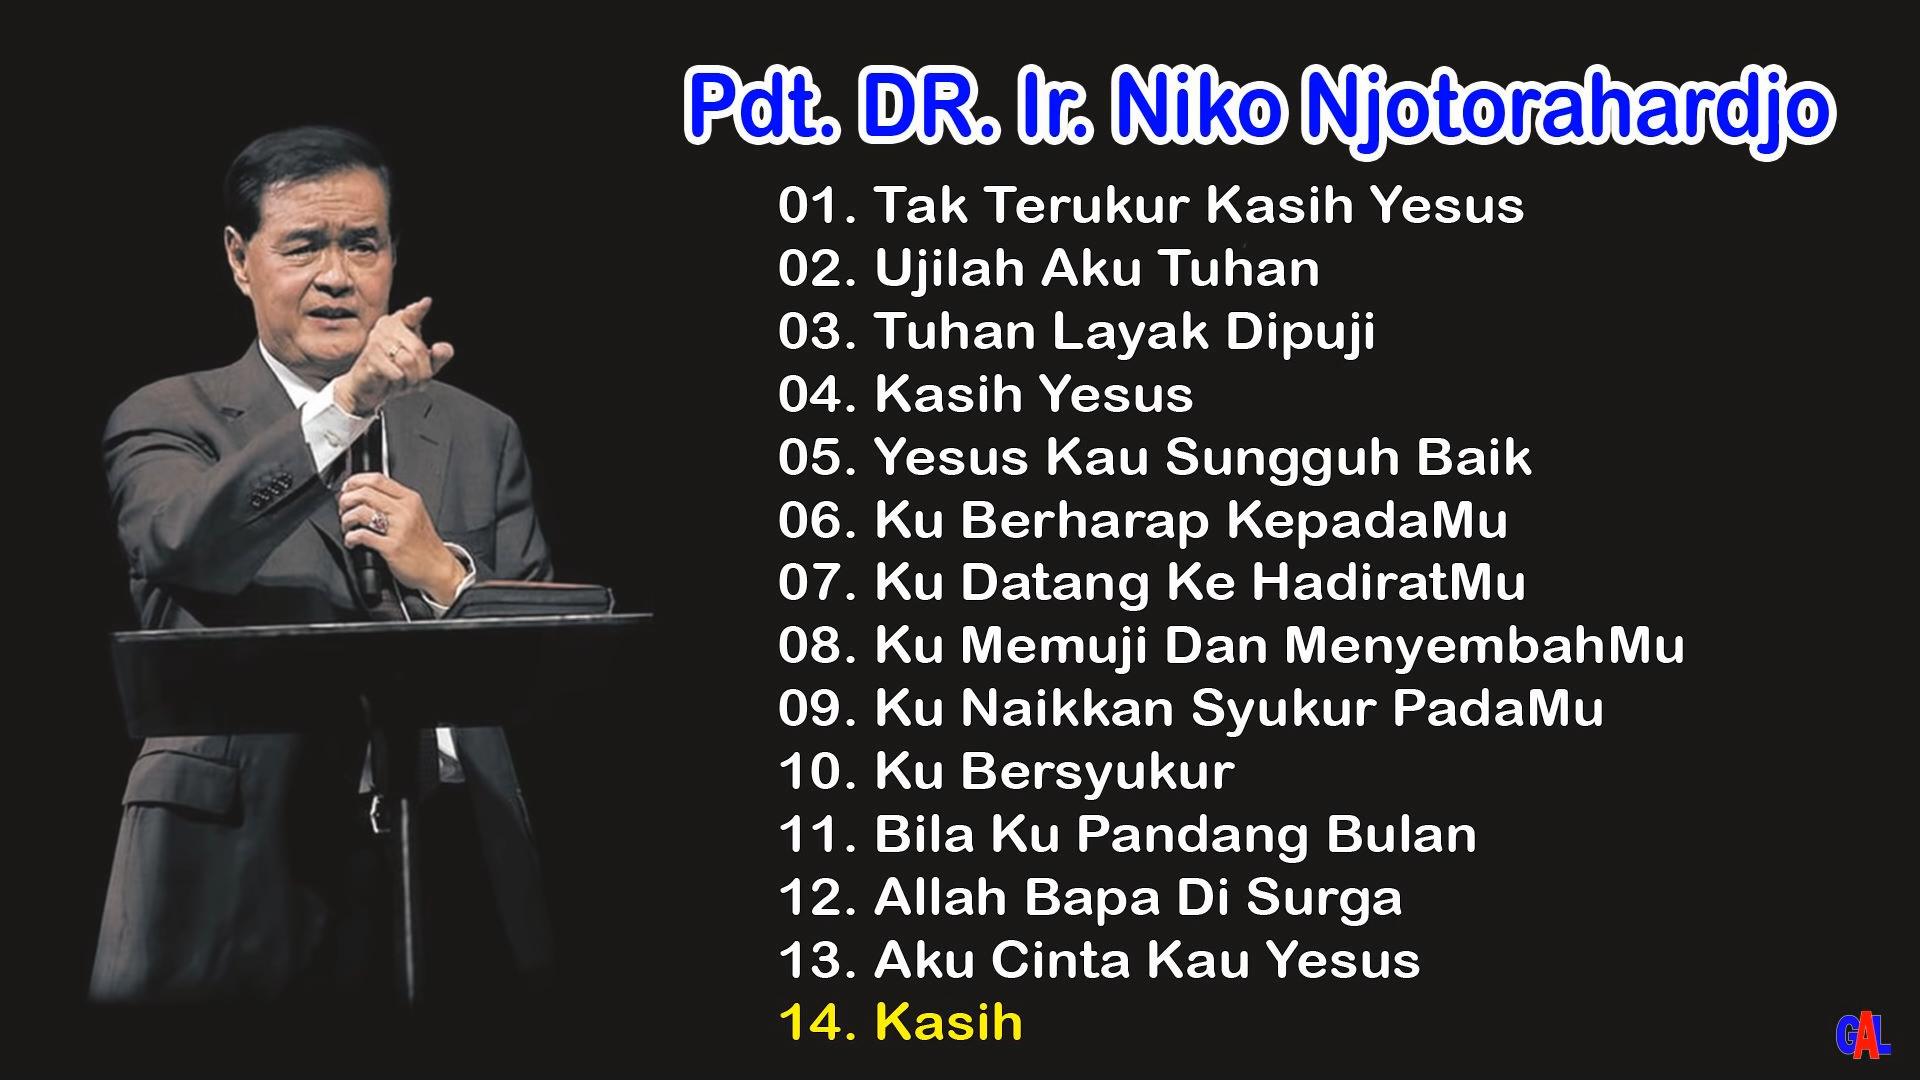 Pdt. DR. Ir. Niko Njotorahardjo
01. Tak Terukur Kasih Yesus
02. Ujilah Aku Tuhan
03. Tuhan Layak Dipuji
04. Kasih Yesus
05. Yesus Kau Sungguh Baik
06. Ku Berharap KepadaMu
07. Ku Datang Ke HadiratMu
08. Ku Memuji Dan MenyembahMu
09. Ku Naikkan Syukur PadaMu
10. Ku Bersyukur
11. Bila Ku Pandang Bulan
12. Allah Bapa Di Surga
13. Aku Cinta Kau Yesus
14. Kasih
GAL